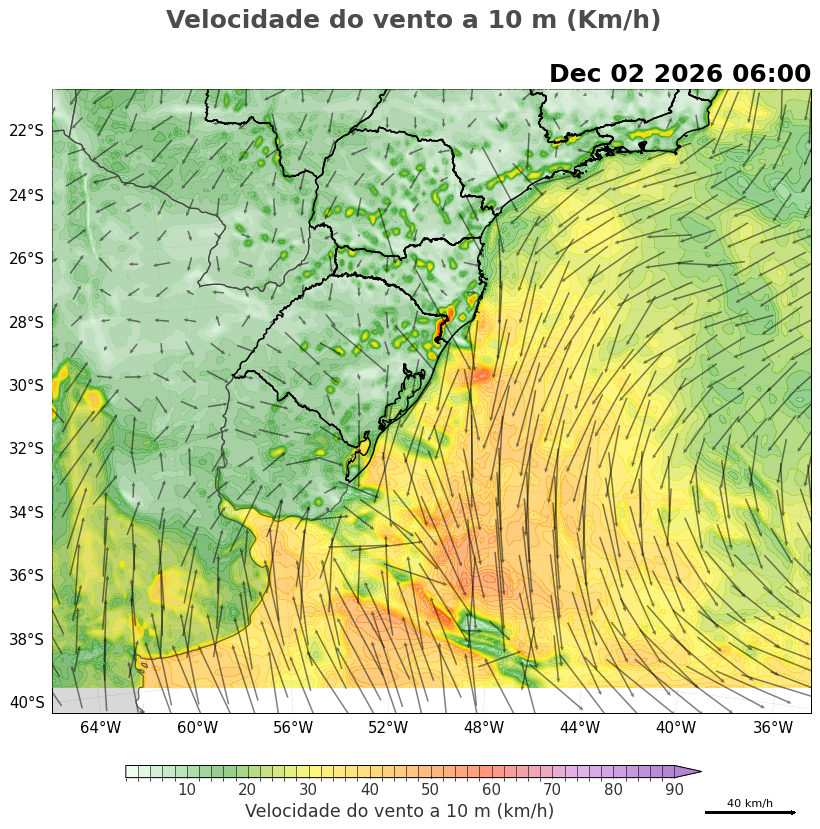 Velocidade do vento a 10 m (Km/h)
Dec 02 2026 06:00
22°S
24°S
26°S
28°S
30°S
32°S
34°S
36°S
38°S
40°S
64°W 60°W 56°W 52°W 48°W 44°W 40°W 36°W
10 20 30 40 50 60 70 80 90
Velocidade do vento a 10 m (km/h)
40 km/h